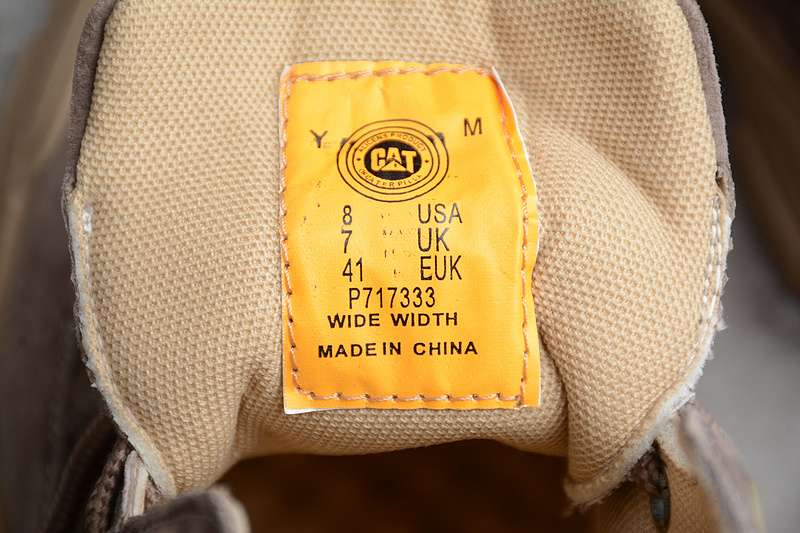 Y M
CAT
8 USA
7 UK
41 EUK
P717333
WIDE WIDTH
MADE IN CHINA